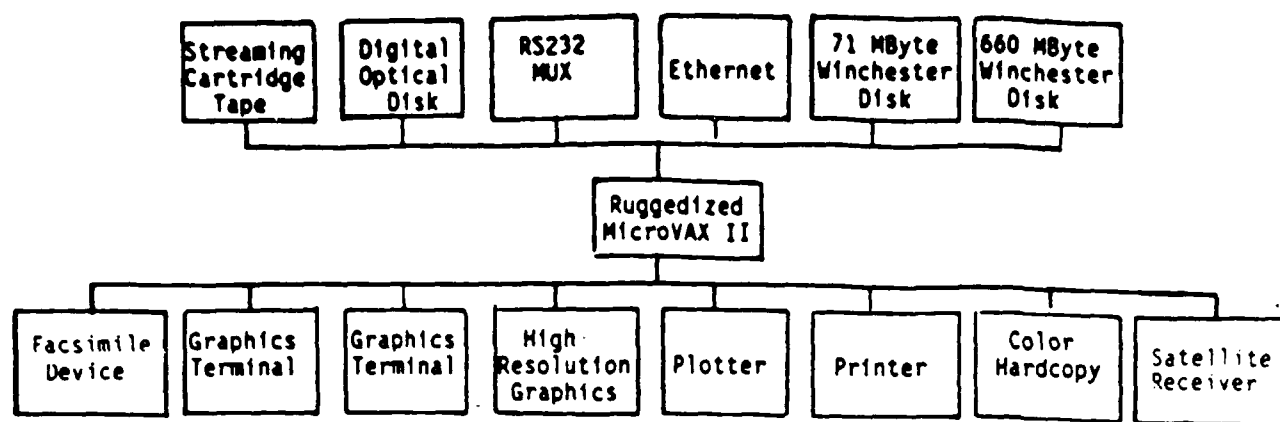 Streaming
Cartridge
Tape
Digital
Optical
Disk
RS232
MUX
Ethernet
71 MByte
Winchester
Disk
660 MByte
Winchester
Disk
Ruggedized
MicroVAX II
Facsimile
Device
Graphics
Terminal
Graphics
Terminal
High
Resolution
Graphics
Plotter
Printer
Color
Hardcopy
Satellite
Receiver